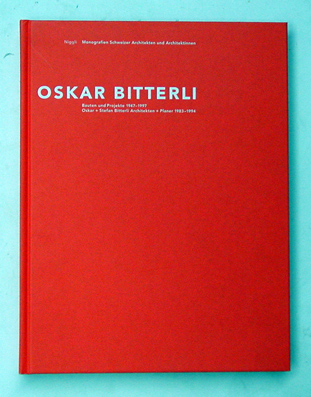 Niggli Monografien Schweizer Architekten und Architektinnen
OSKAR BITTERLI
Bauten und Projekte 1947–1997
Oskar + Stefan Bitterli Architekten + Planer 1983–1994